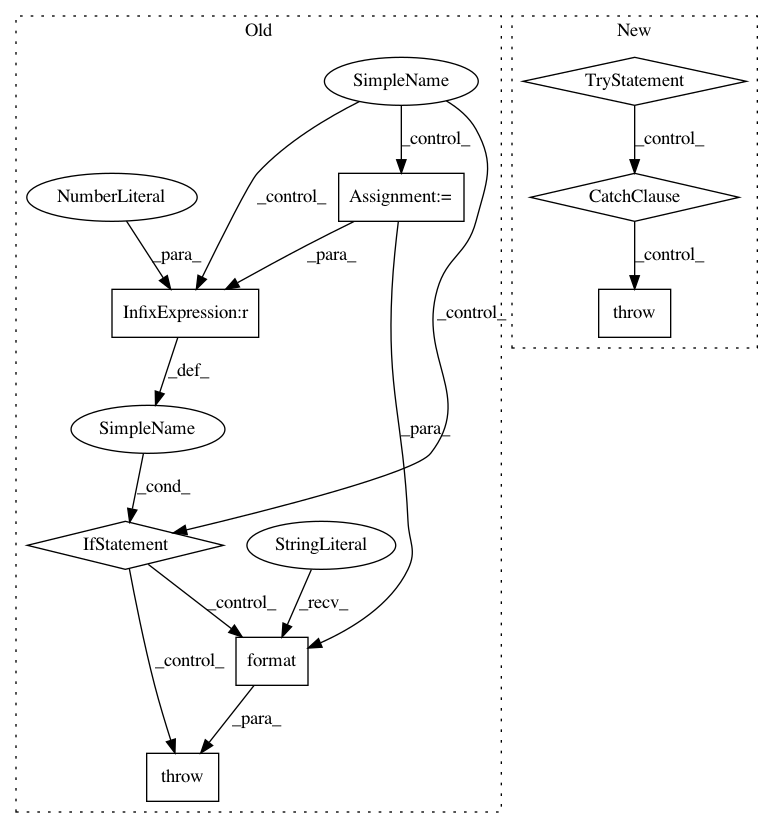 Old
New
SimpleName
TryStatement
_control_
_control_
NumberLiteral
_control_
Assignment:=
CatchClause
_para_
_para_
_control_
InfixExpression:r
_control_
throw
_def_
SimpleName
_para_
_cond_
IfStatement
StringLiteral
_control_
_recv_
_control_
format
_para_
throw